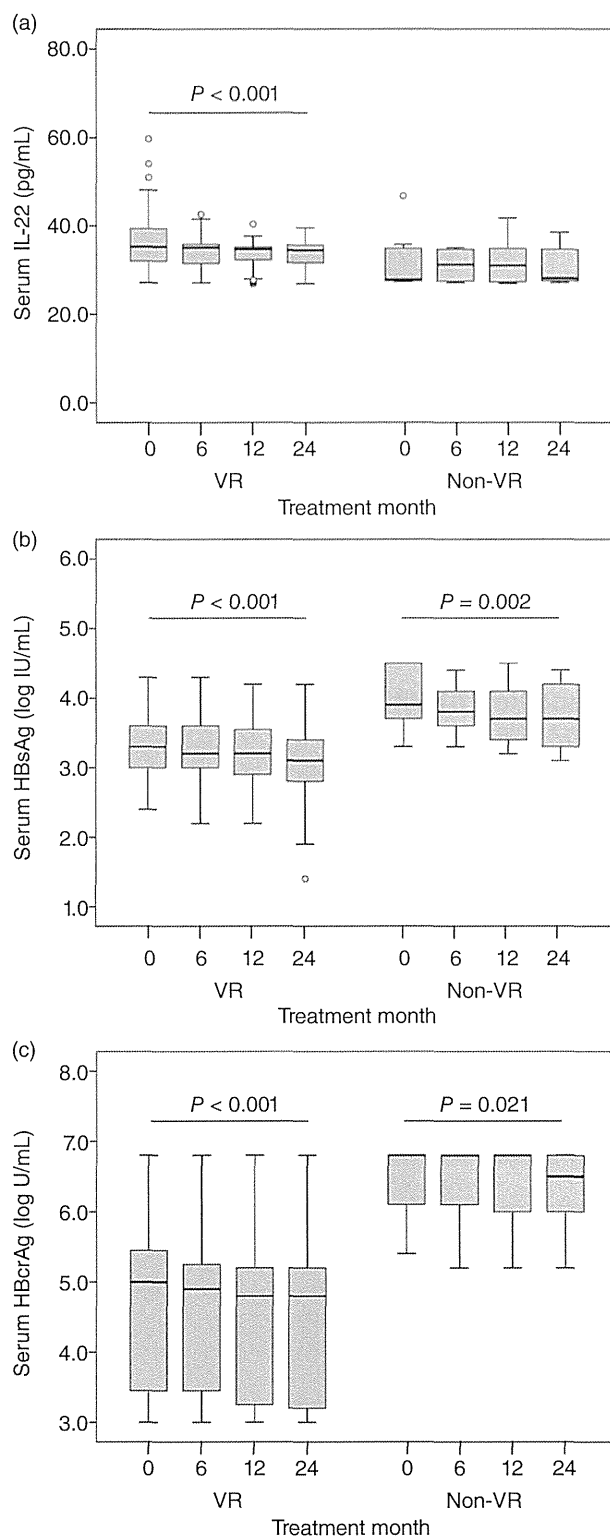 (a)
80.0
P < 0.001
60.0
Serum IL-22 (pg/mL)
40.0
20.0
0.0
0 6 12 24 0 6 12 24
VR Non-VR
Treatment month
(b)
6.0
P < 0.001 P = 0.002
5.0
Serum HBsAg (log IU/mL)
4.0
3.0
2.0
1.0
0 6 12 24 0 6 12 24
VR Non-VR
Treatment month
(c)
8.0
P < 0.001 P = 0.021
7.0
Serum HBcrAg (log U/mL)
6.0
5.0
4.0
3.0
0 6 12 24 0 6 12 24
VR Non-VR
Treatment month